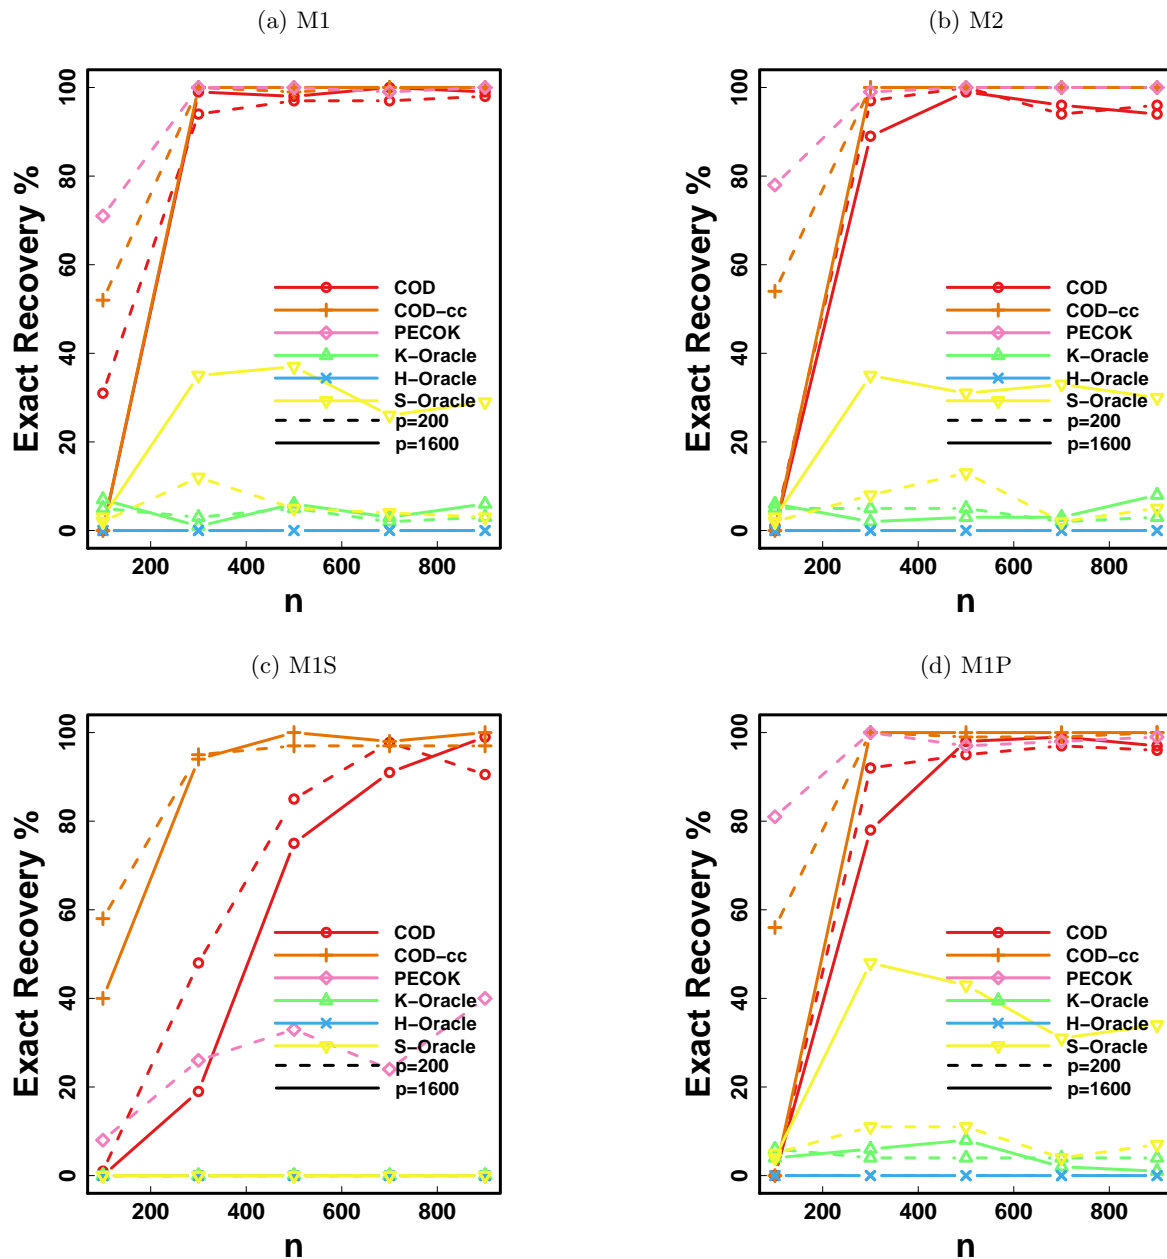 (a) M1
Exact Recovery %
0
20
40
60
80
100
COD
COD−cc
PECOK
K−Oracle
H−Oracle
S−Oracle
p=200
p=1600
200
400
600
800
n
(b) M2
Exact Recovery %
0
20
40
60
80
100
COD
COD−cc
PECOK
K−Oracle
H−Oracle
S−Oracle
p=200
p=1600
200
400
600
800
n
(c) M1S
Exact Recovery %
0
20
40
60
80
100
COD
COD−cc
PECOK
K−Oracle
H−Oracle
S−Oracle
p=200
p=1600
200
400
600
800
n
(d) M1P
Exact Recovery %
0
20
40
60
80
100
COD
COD−cc
PECOK
K−Oracle
H−Oracle
S−Oracle
p=200
p=1600
200
400
600
800
n